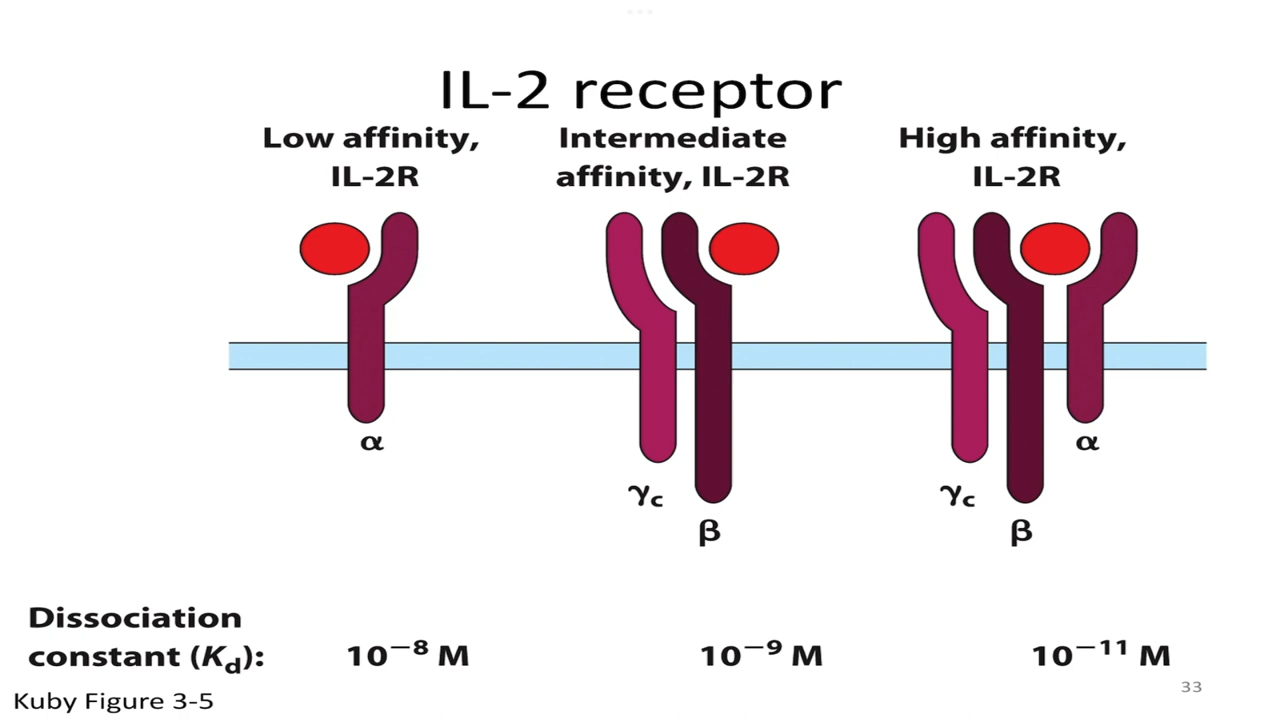 IL-2 receptor
Low affinity,
IL-2R
Intermediate
affinity, IL-2R
High affinity,
IL-2R
α
γc
β
γc
β
α
Dissociation
constant (Kd):
10⁻⁸ M
10⁻⁹ M
10⁻¹¹ M
33
Kuby Figure 3-5